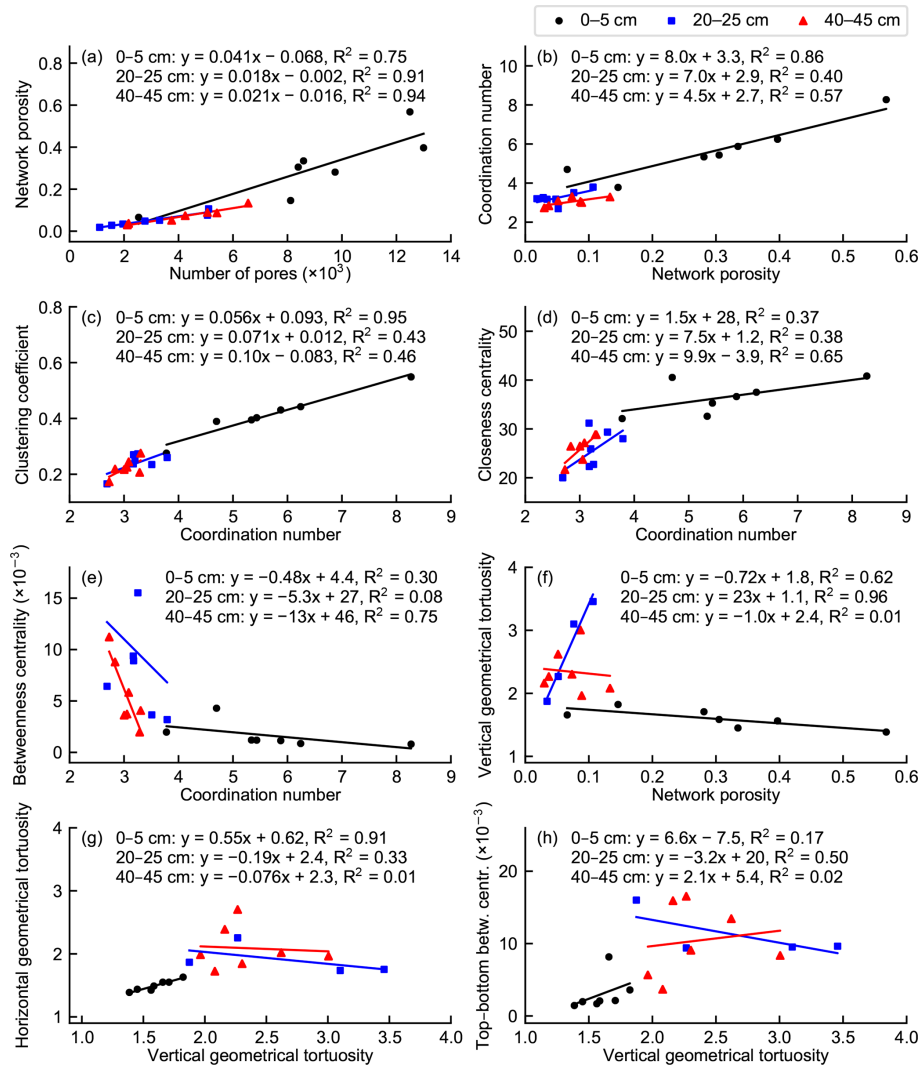 0–5 cm 20–25 cm 40–45 cm
(a) 0–5 cm: y = 0.041x − 0.068, R² = 0.75
20–25 cm: y = 0.018x − 0.002, R² = 0.91
40–45 cm: y = 0.021x − 0.016, R² = 0.94
Network porosity
0.8
0.6
0.4
0.2
0.0
0 2 4 6 8 10 12 14
Number of pores (×10³)
(b) 0–5 cm: y = 8.0x + 3.3, R² = 0.86
20–25 cm: y = 7.0x + 2.9, R² = 0.40
40–45 cm: y = 4.5x + 2.7, R² = 0.57
Coordination number
10
8
6
4
2
0.0 0.1 0.2 0.3 0.4 0.5 0.6
Network porosity
(c) 0–5 cm: y = 0.056x + 0.093, R² = 0.95
20–25 cm: y = 0.071x + 0.012, R² = 0.43
40–45 cm: y = 0.10x − 0.083, R² = 0.46
Clustering coefficient
0.8
0.6
0.4
0.2
2 3 4 5 6 7 8 9
Coordination number
(d) 0–5 cm: y = 1.5x + 28, R² = 0.37
20–25 cm: y = 7.5x + 1.2, R² = 0.38
40–45 cm: y = 9.9x − 3.9, R² = 0.65
Closeness centrality
50
40
30
20
2 3 4 5 6 7 8 9
Coordination number
(e) 0–5 cm: y = −0.48x + 4.4, R² = 0.30
20–25 cm: y = −5.3x + 27, R² = 0.08
40–45 cm: y = −13x + 46, R² = 0.75
Betweenness centrality (×10⁻³)
15
10
5
0
2 3 4 5 6 7 8 9
Coordination number
(f) 0–5 cm: y = −0.72x + 1.8, R² = 0.62
20–25 cm: y = 23x + 1.1, R² = 0.96
40–45 cm: y = −1.0x + 2.4, R² = 0.01
Vertical geometrical tortuosity
4
3
2
1
0.0 0.1 0.2 0.3 0.4 0.5 0.6
Network porosity
(g) 0–5 cm: y = 0.55x + 0.62, R² = 0.91
20–25 cm: y = −0.19x + 2.4, R² = 0.33
40–45 cm: y = −0.076x + 2.3, R² = 0.01
Horizontal geometrical tortuosity
4
3
2
1
1.0 1.5 2.0 2.5 3.0 3.5 4.0
Vertical geometrical tortuosity
(h) 0–5 cm: y = 6.6x − 7.5, R² = 0.17
20–25 cm: y = −3.2x + 20, R² = 0.50
40–45 cm: y = 2.1x + 5.4, R² = 0.02
Top–bottom betw. centr. (×10⁻³)
20
10
0
1.0 1.5 2.0 2.5 3.0 3.5 4.0
Vertical geometrical tortuosity